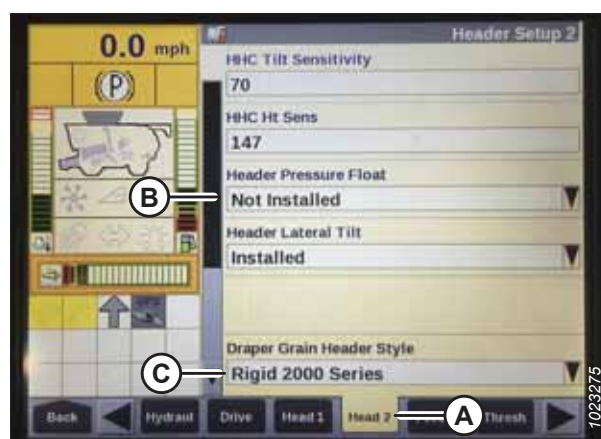 0.0 mph
Header Setup 2
HHC Tilt Sensitivity
70
(P)
HHC Ht Sens
147
Header Pressure Float
B
Not Installed
Header Lateral Tilt
Installed
Draper Grain Header Style
C
Rigid 2000 Series
Back
Hydraul
Drive
Head 1
Head 2
A
Thresh
1023275